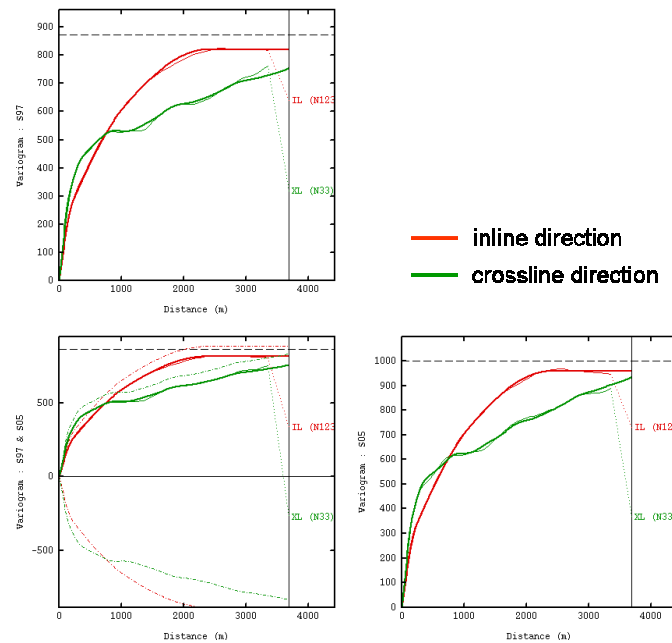 900
800
700
600
500
400
300
200
100
0
Variogram : S97
IL (N123
XL (N33)
0 1000 2000 3000 4000
Distance (m)
inline direction
crossline direction
500
0
-500
Variogram : S97 & S05
IL (N123
XL (N33)
0 1000 2000 3000 4000
Distance (m)
1000
900
800
700
600
500
400
300
200
100
0
Variogram : S05
IL (N12
XL (N33)
0 1000 2000 3000 4000
Distance (m)